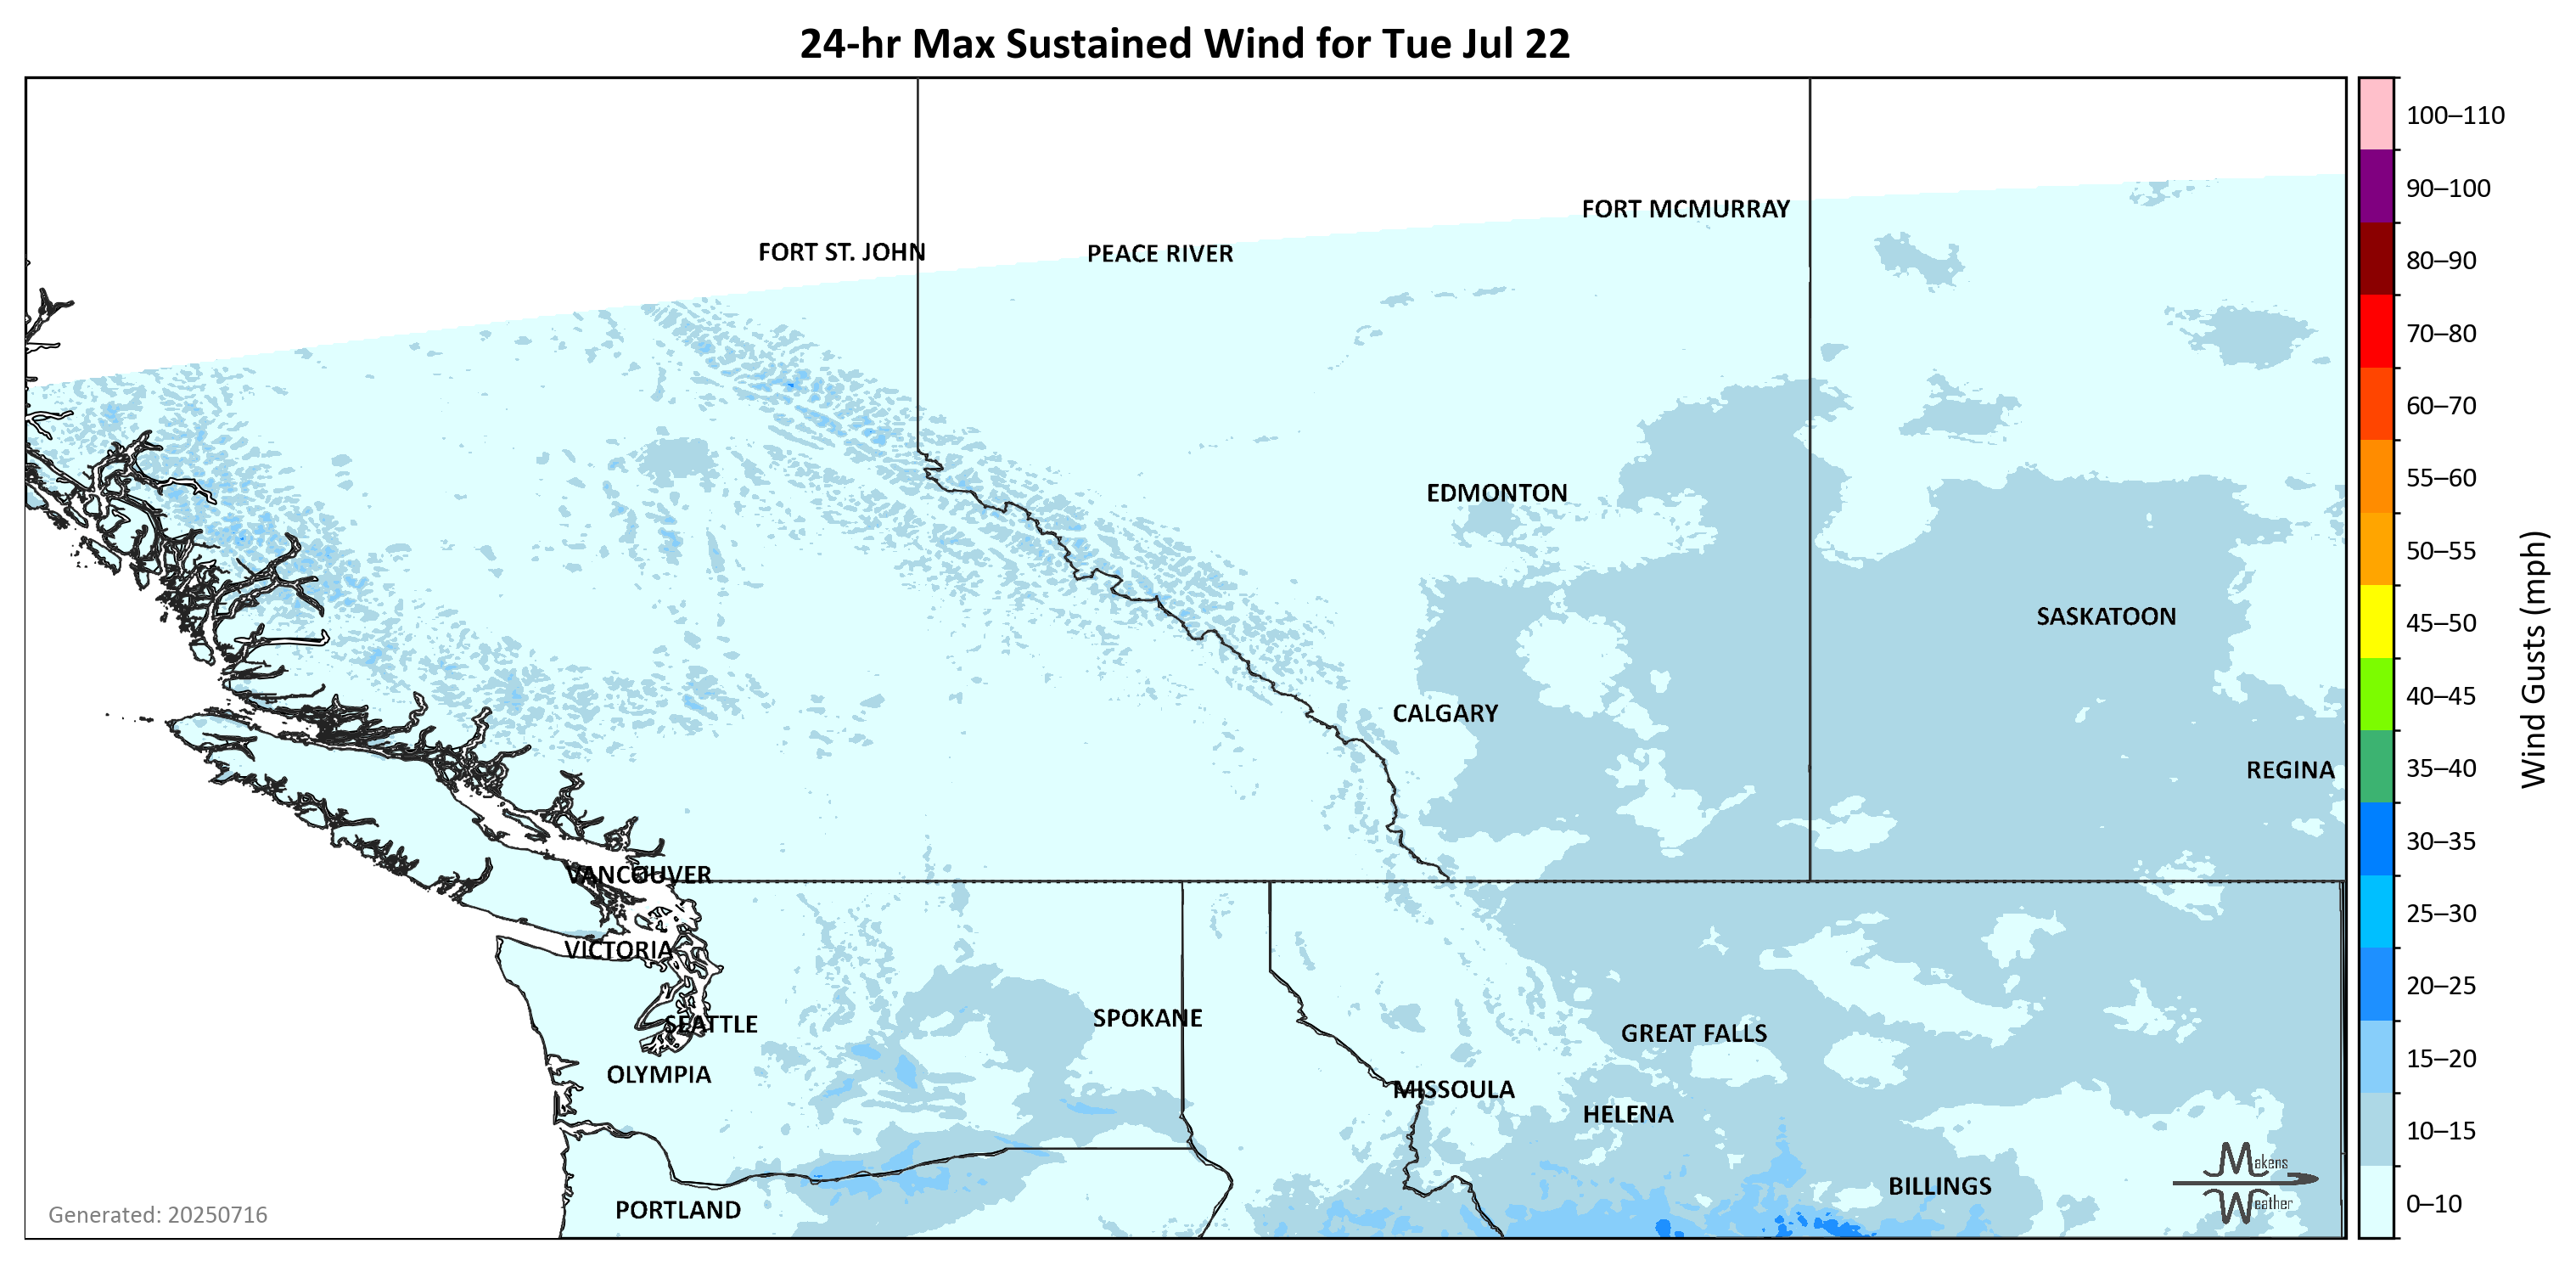 24-hr Max Sustained Wind for Tue Jul 22
100–110
90–100
80–90
70–80
60–70
55–60
50–55
45–50
40–45
35–40
30–35
25–30
20–25
15–20
10–15
0–10
Wind Gusts (mph)
FORT MCMURRAY
FORT ST. JOHN
PEACE RIVER
EDMONTON
SASKATOON
CALGARY
REGINA
VANCOUVER
VICTORIA
SEATTLE
SPOKANE
GREAT FALLS
OLYMPIA
MISSOULA
HELENA
BILLINGS
PORTLAND
Makens
Weather
Generated: 20250716